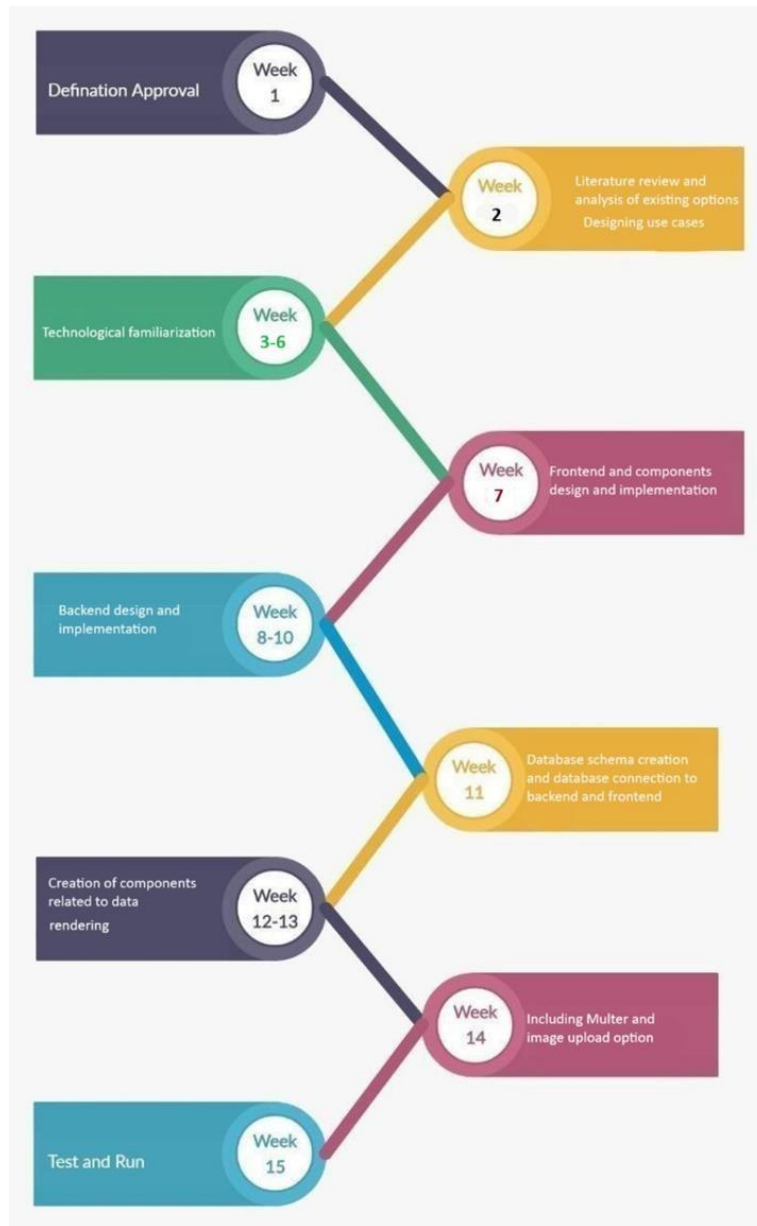 Defination Approval
Week
1
Week
2
Literature review and
analysis of existing options
Designing use cases
Technological familiarization
Week
3-6
Week
7
Frontend and components
design and implementation
Backend design and
implementation
Week
8-10
Week
11
Database schema creation
and database connection to
backend and frontend
Creation of components
related to data
rendering
Week
12-13
Week
14
Including Multer and
image upload option
Test and Run
Week
15